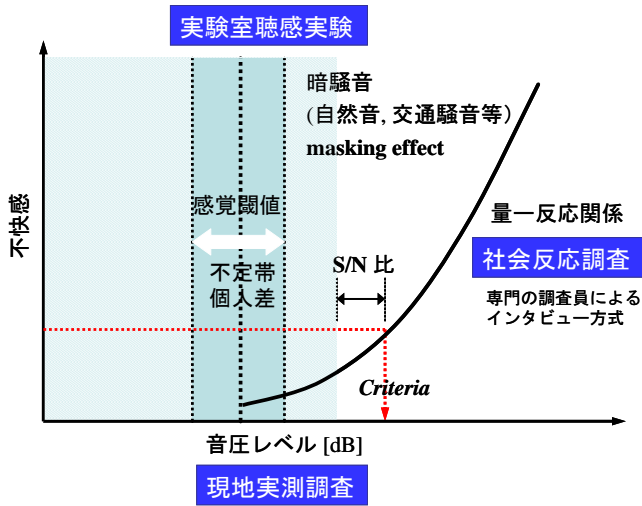 実験室聴感実験
暗騒音
(自然音, 交通騒音等)
masking effect
感覚閾値
不定帯
個人差
S/N 比
量－反応関係
社会反応調査
専門の調査員による
インタビュー方式
不快感
Criteria
音圧レベル [dB]
現地実測調査